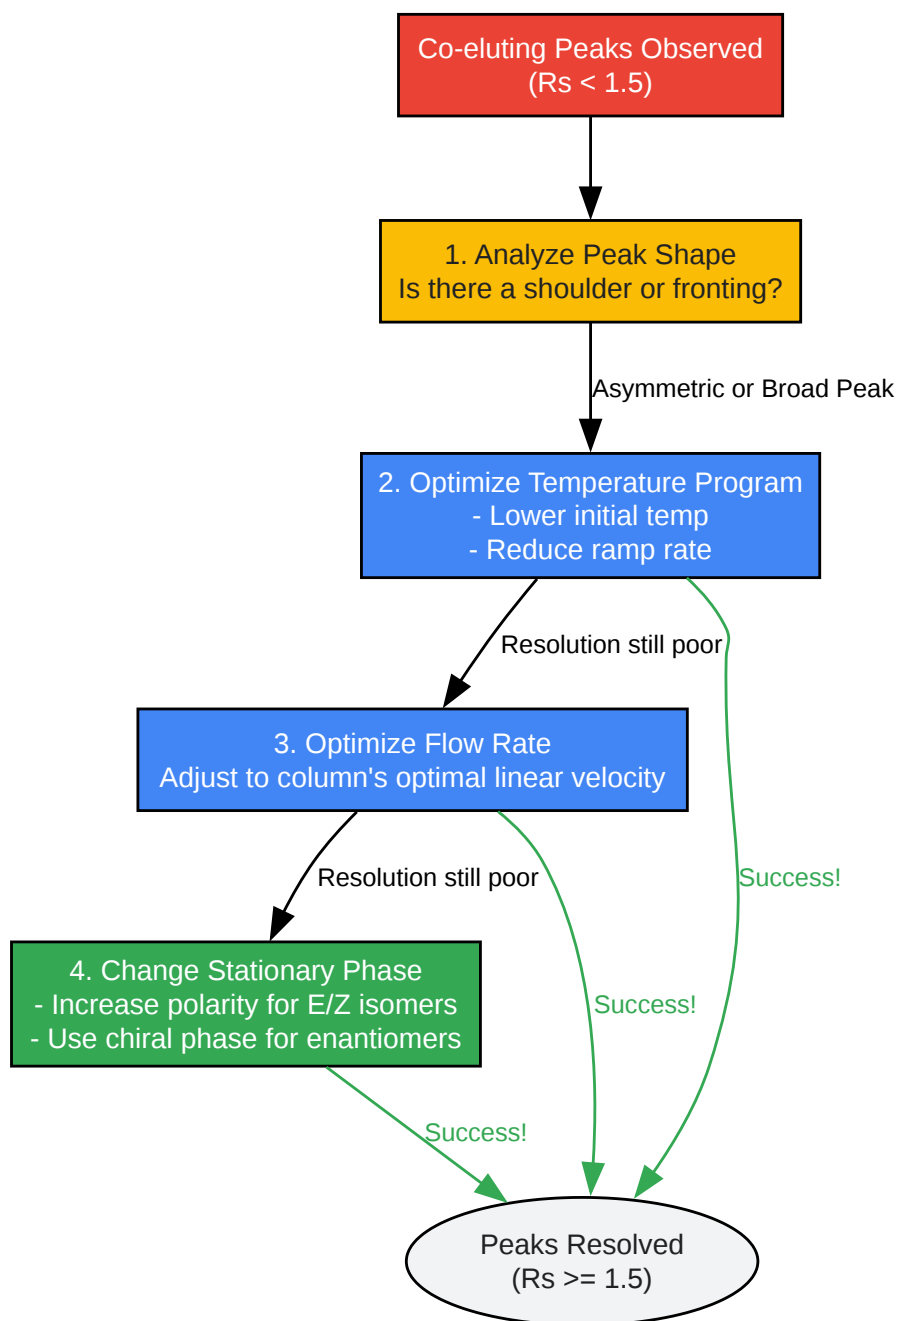 Co-eluting Peaks Observed
(Rs < 1.5)
1. Analyze Peak Shape
Is there a shoulder or fronting?
Asymmetric or Broad Peak
2. Optimize Temperature Program
- Lower initial temp
- Reduce ramp rate
Resolution still poor
3. Optimize Flow Rate
Adjust to column's optimal linear velocity
Resolution still poor
Success!
4. Change Stationary Phase
- Increase polarity for E/Z isomers
- Use chiral phase for enantiomers
Success!
Success!
Peaks Resolved
(Rs >= 1.5)